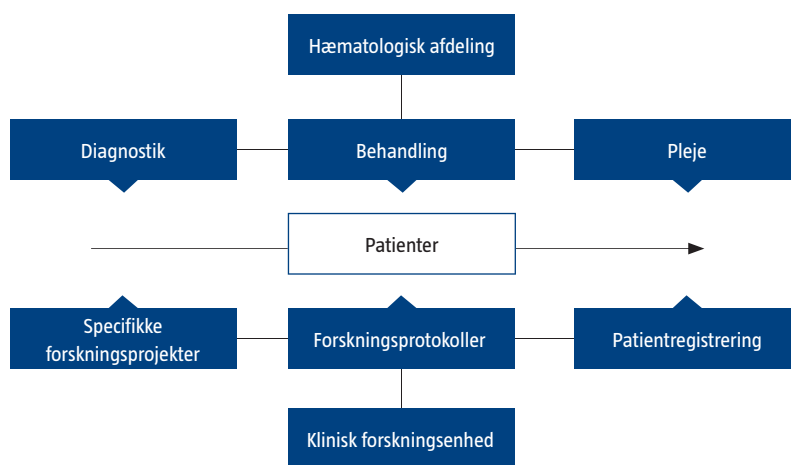 Hæmatologisk afdeling
Diagnostik
Behandling
Pleje
Patienter
Specifikke
forskningsprojekter
Forskningsprotokoller
Patientregistrering
Klinisk forskningsenhed